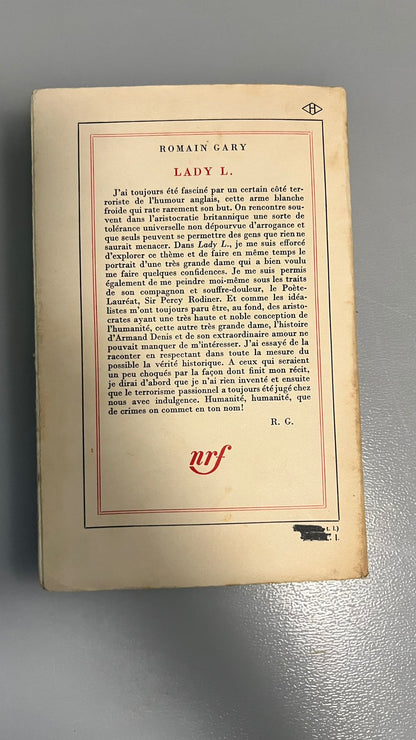 H
ROMAIN GARY
LADY L.
J'ai toujours été fasciné par un certain côté ter-
roriste de l'humour anglais, cette arme blanche
froide qui rate rarement son but. On rencontre sou-
vent dans l'aristocratie britannique une sorte de
tolérance universelle non dépourvue d'arrogance et
que seuls peuvent se permettre des gens que rien ne
saurait menacer. Dans Lady L., je me suis efforcé
d'explorer ce thème et de faire en même temps le
portrait d'une très grande dame qui a bien voulu
me faire quelques confidences. Je me suis permis
également de me peindre moi-même sous les traits
de son compagnon et souffre-douleur, le Poète-
Lauréat, Sir Percy Rodiner. Et comme les idéa-
listes m'ont toujours paru être, au fond, des aristo-
crates ayant une très haute et noble conception de
l'humanité, cette autre très grande dame, l'histoire
d'Armand Denis et de son extraordinaire amour ne
pouvait manquer de m'intéresser. J'ai essayé de la
raconter en respectant dans toute la mesure du
possible la vérité historique. A ceux qui seraient
un peu choqués par la façon dont finit mon récit,
je dirai d'abord que je n'ai rien inventé et ensuite
que le terrorisme passionnel a toujours été jugé chez
nous avec indulgence. Humanité, humanité, que
de crimes on commet en ton nom!
R. G.
nrf
t. l.)
l.